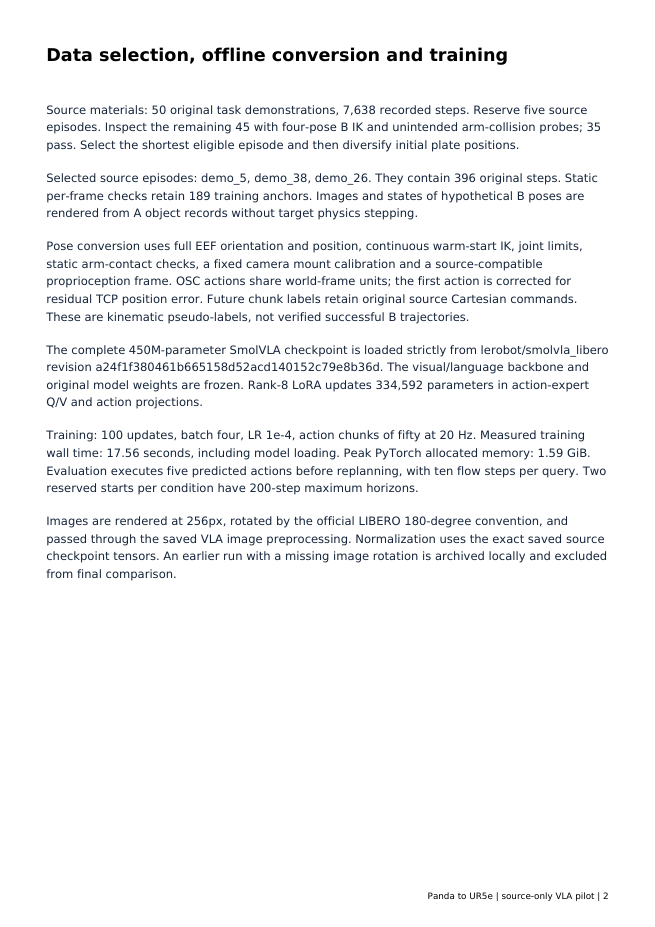 Data selection, offline conversion and training
Source materials: 50 original task demonstrations, 7,638 recorded steps. Reserve five source
episodes. Inspect the remaining 45 with four-pose B IK and unintended arm-collision probes; 35
pass. Select the shortest eligible episode and then diversify initial plate positions.
Selected source episodes: demo_5, demo_38, demo_26. They contain 396 original steps. Static
per-frame checks retain 189 training anchors. Images and states of hypothetical B poses are
rendered from A object records without target physics stepping.
Pose conversion uses full EEF orientation and position, continuous warm-start IK, joint limits,
static arm-contact checks, a fixed camera mount calibration and a source-compatible
proprioception frame. OSC actions share world-frame units; the first action is corrected for
residual TCP position error. Future chunk labels retain original source Cartesian commands.
These are kinematic pseudo-labels, not verified successful B trajectories.
The complete 450M-parameter SmolVLA checkpoint is loaded strictly from lerobot/smolvla_libero
revision a24f1f380461b665158d52acd140152c79e8b36d. The visual/language backbone and
original model weights are frozen. Rank-8 LoRA updates 334,592 parameters in action-expert
Q/V and action projections.
Training: 100 updates, batch four, LR 1e-4, action chunks of fifty at 20 Hz. Measured training
wall time: 17.56 seconds, including model loading. Peak PyTorch allocated memory: 1.59 GiB.
Evaluation executes five predicted actions before replanning, with ten flow steps per query. Two
reserved starts per condition have 200-step maximum horizons.
Images are rendered at 256px, rotated by the official LIBERO 180-degree convention, and
passed through the saved VLA image preprocessing. Normalization uses the exact saved source
checkpoint tensors. An earlier run with a missing image rotation is archived locally and excluded
from final comparison.
Panda to UR5e | source-only VLA pilot | 2